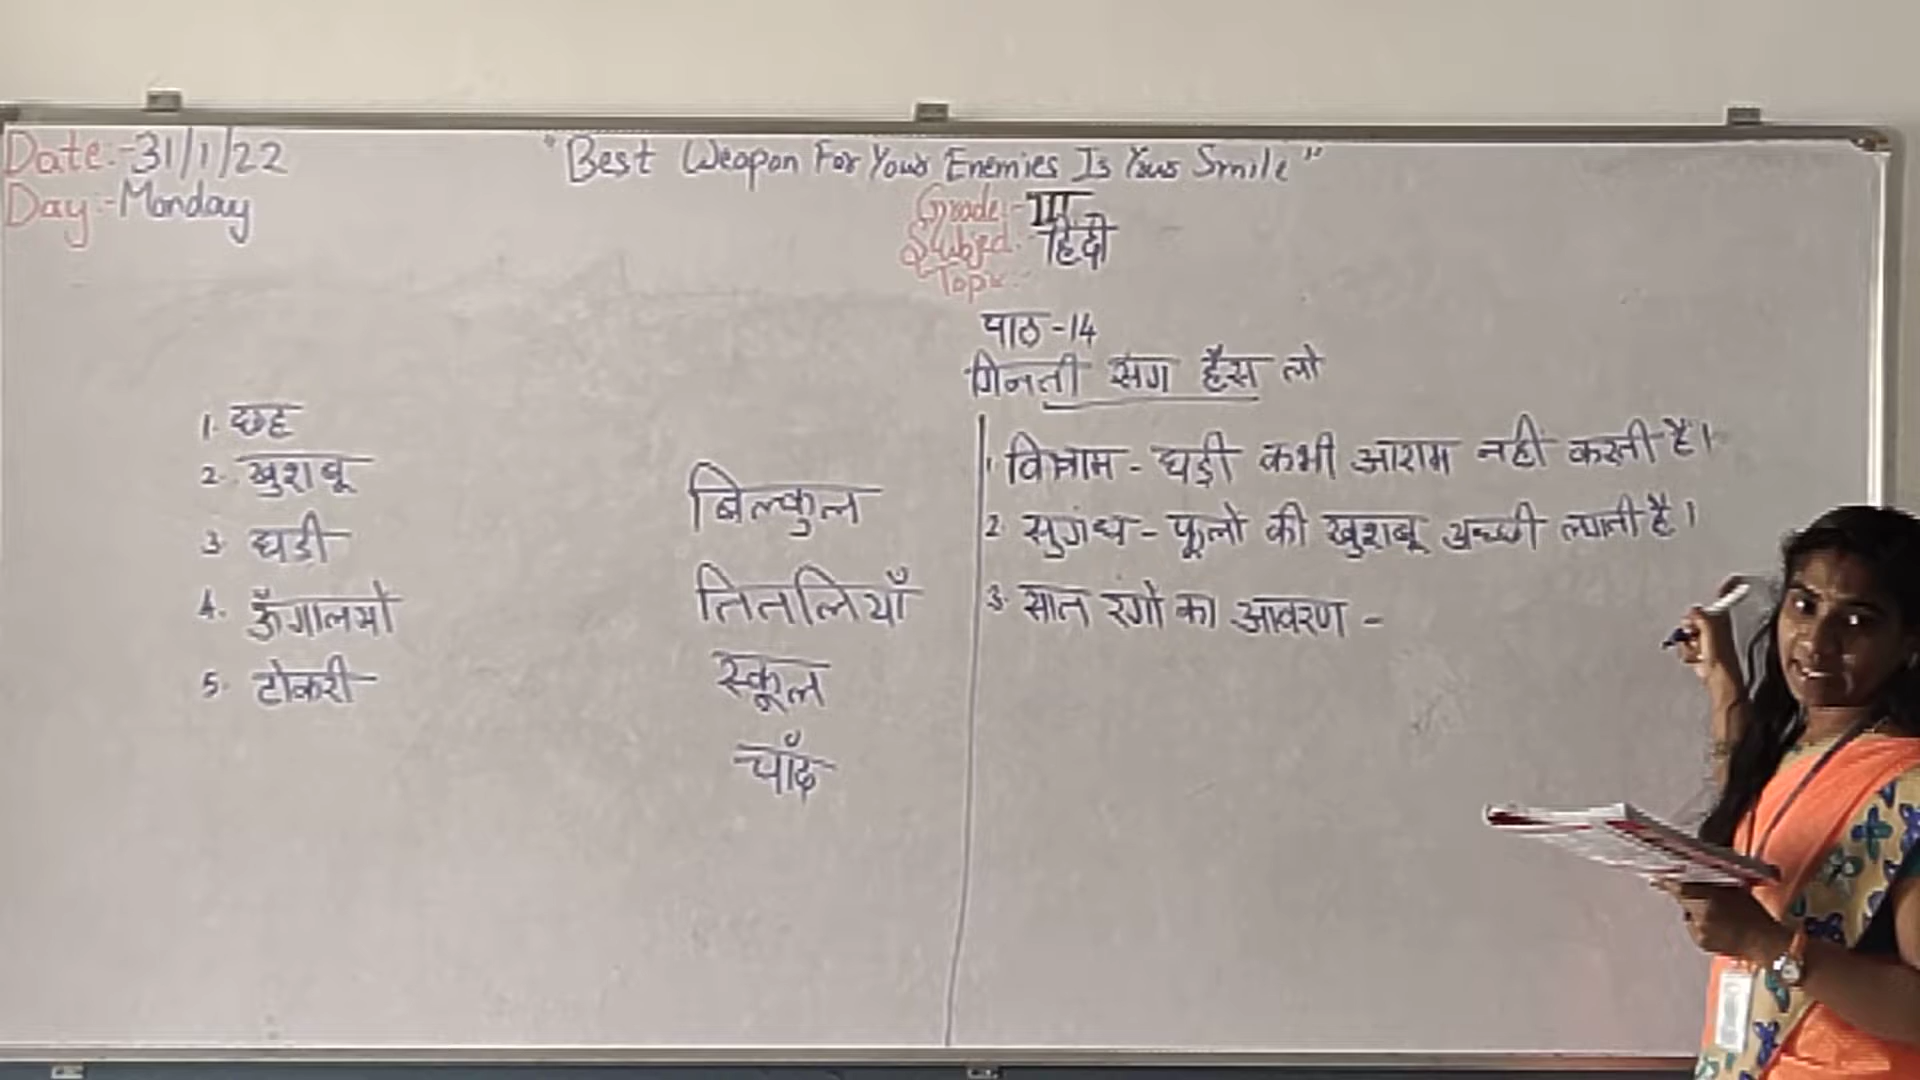 Date:-31/1/22
Day:-Monday
"Best Weapon For Your Enemies Is Your Smile"
Grade:-III
Subject:-हिंदी
Topic:-
पाठ-14
गिनती संग हँस लो
1. छह
2. खुशबू
3. घडी
4. ऊँगालयो
5. टोकरी
बिल्कुल
तितलियाँ
स्कूल
चाँद
1. विश्राम - घड़ी कभी आराम नही करती है।
2. सुगंध - फूलो की खुशबू अच्छी लगती है।
3. सात रंगो का आवरण -